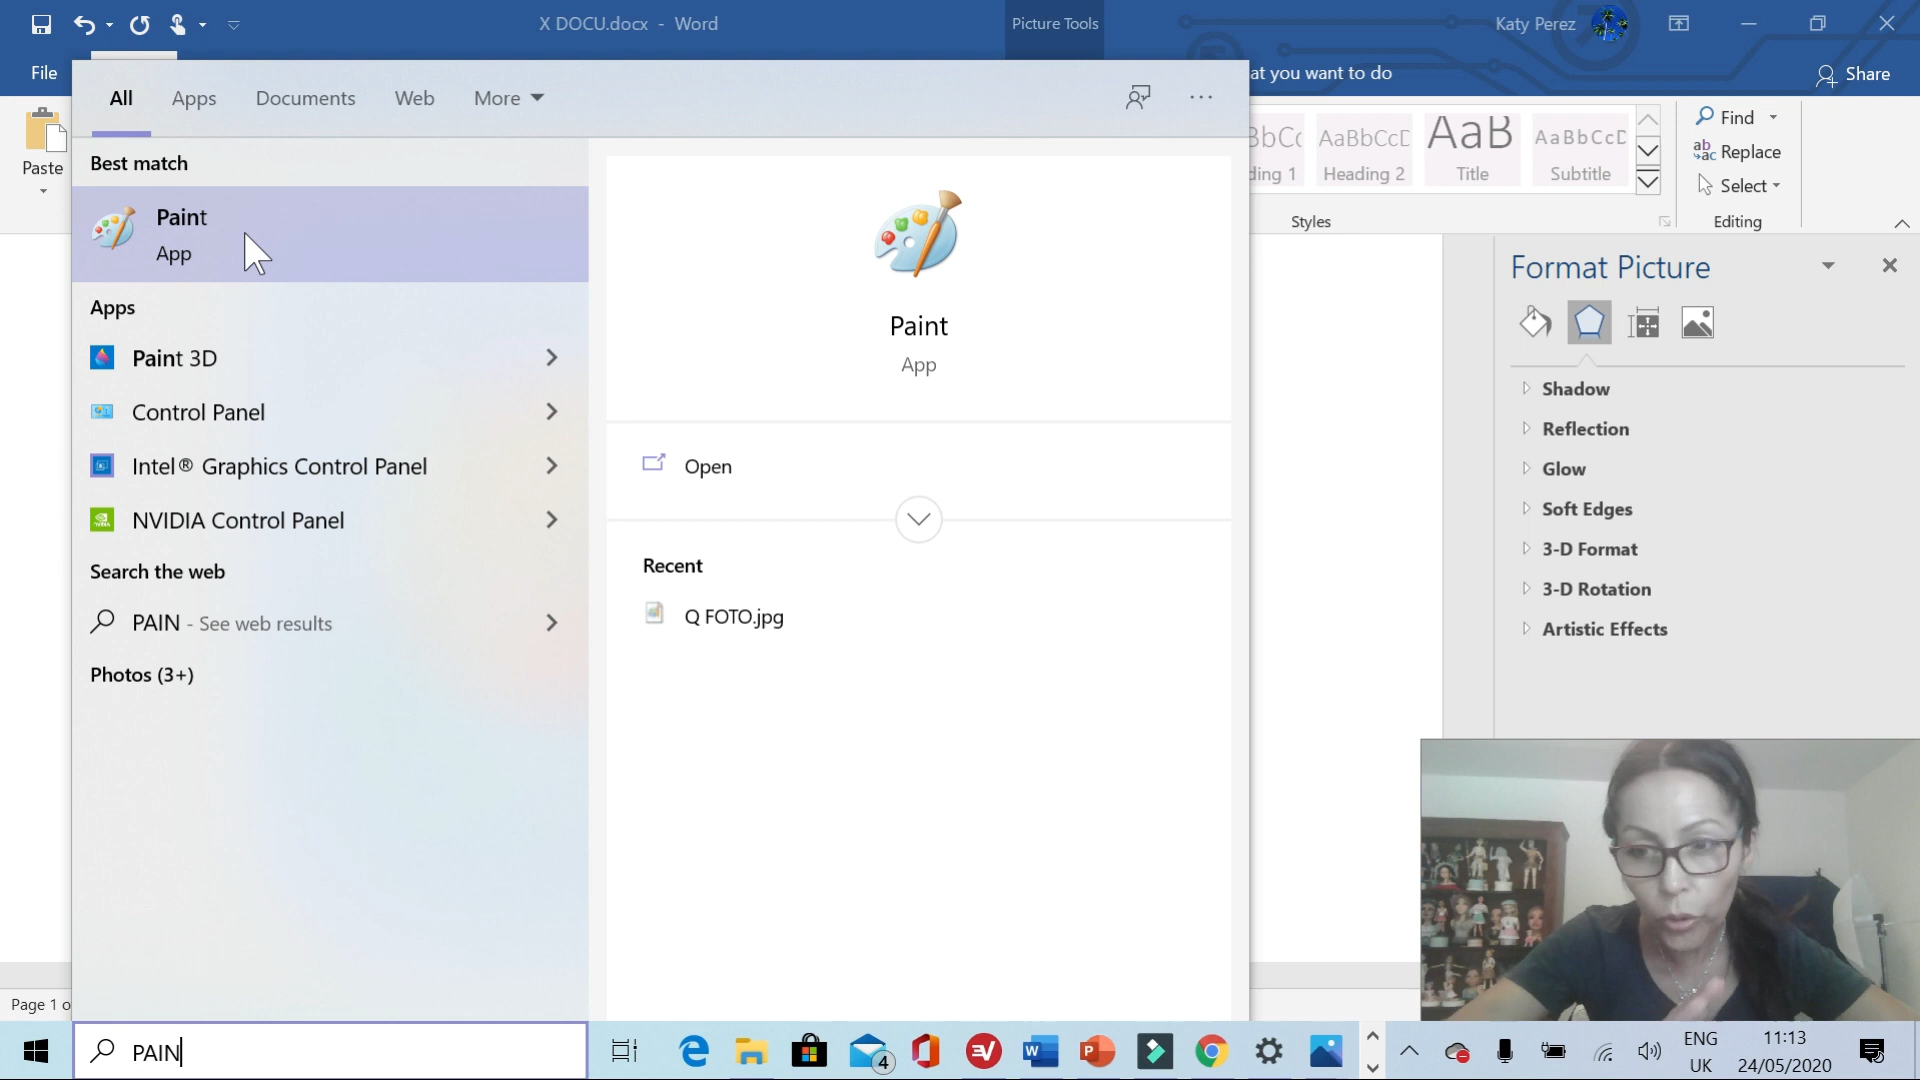 X DOCU.docx - Word
Picture Tools
Katy Perez
File
at you want to do
Share
All
Apps
Documents
Web
More
Paste
Best match
Paint
App
Apps
Paint 3D
Control Panel
Intel® Graphics Control Panel
NVIDIA Control Panel
Search the web
PAIN - See web results
Photos (3+)
Paint
App
Open
Recent
Q FOTO.jpg
BbCc
AaBbCcD
AaB
AaBbCcD
ding 1
Heading 2
Title
Subtitle
Styles
Find
Replace
Select
Editing
Format Picture
Shadow
Reflection
Glow
Soft Edges
3-D Format
3-D Rotation
Artistic Effects
Page 1 o
PAIN
4
ENG
UK
11:13
24/05/2020